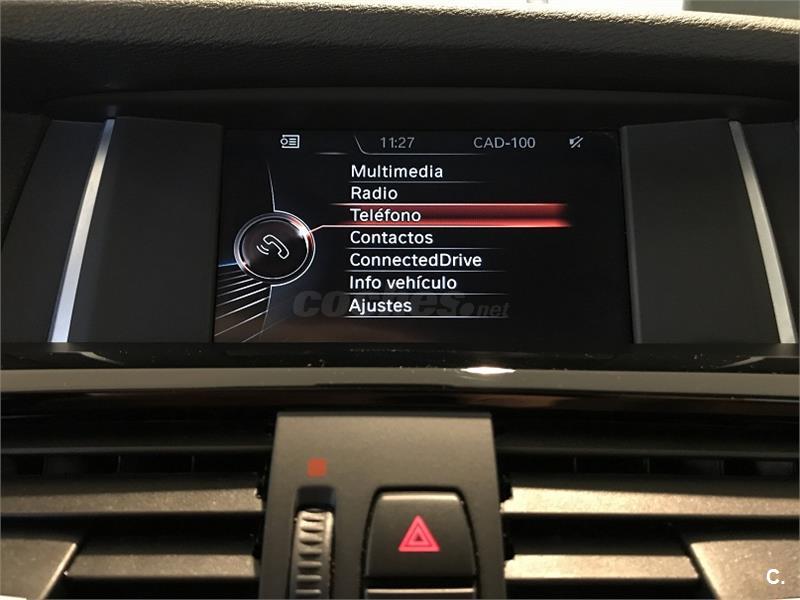 11:27 CAD-100
Multimedia
Radio
Teléfono
Contactos
ConnectedDrive
Info vehículo
Ajustes
coches.net
C.